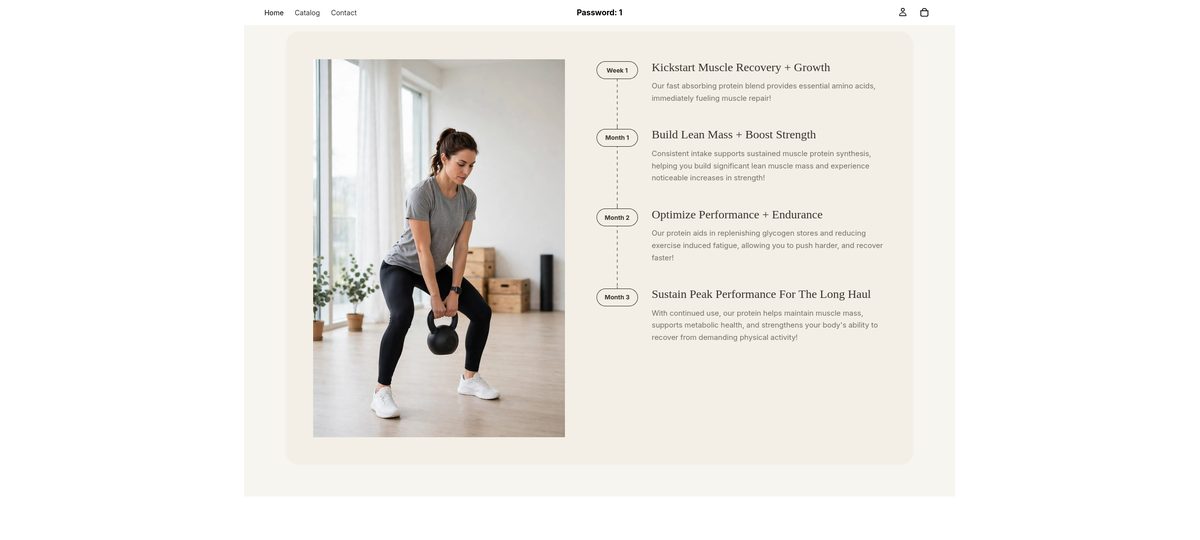 Home Catalog Contact Password: 1
Week 1 Kickstart Muscle Recovery + Growth
Our fast absorbing protein blend provides essential amino acids,
immediately fueling muscle repair!
Month 1 Build Lean Mass + Boost Strength
Consistent intake supports sustained muscle protein synthesis,
helping you build significant lean muscle mass and experience
noticeable increases in strength!
Month 2 Optimize Performance + Endurance
Our protein aids in replenishing glycogen stores and reducing
exercise induced fatigue, allowing you to push harder, and recover
faster!
Month 3 Sustain Peak Performance For The Long Haul
With continued use, our protein helps maintain muscle mass,
supports metabolic health, and strengthens your body's ability to
recover from demanding physical activity!